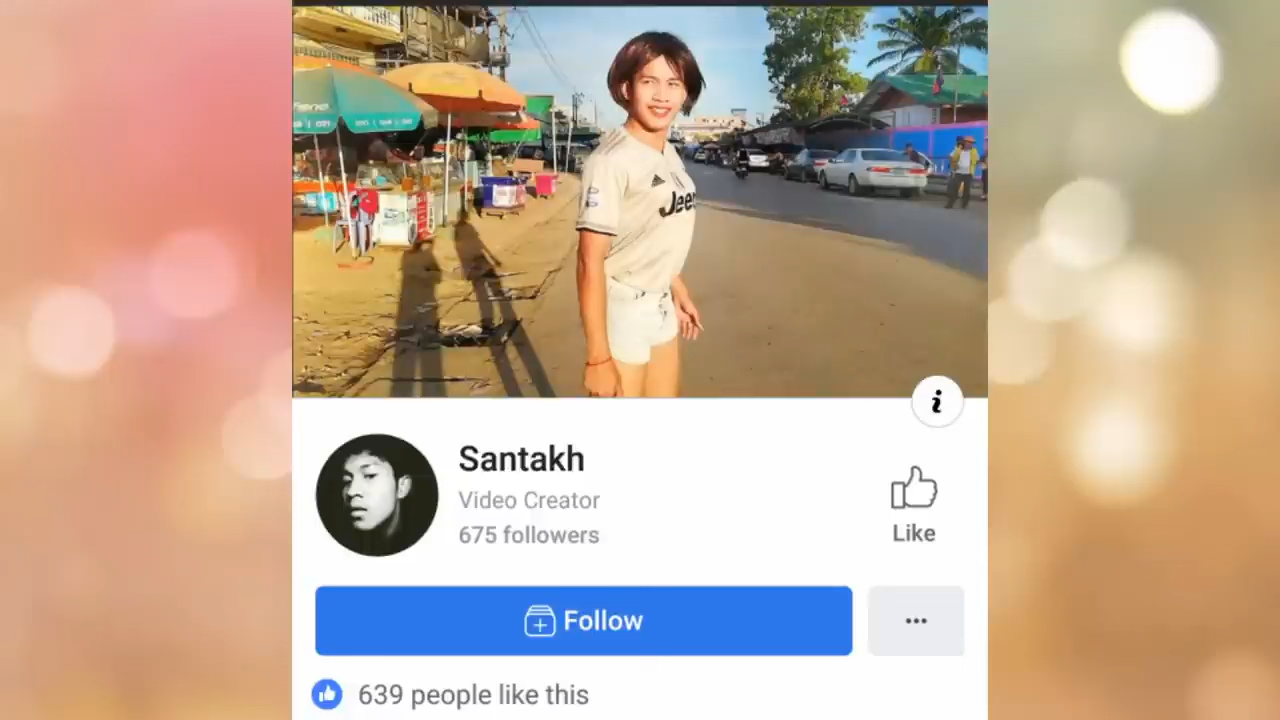 Jeep
Santakh
Video Creator
675 followers
Like
Follow
639 people like this